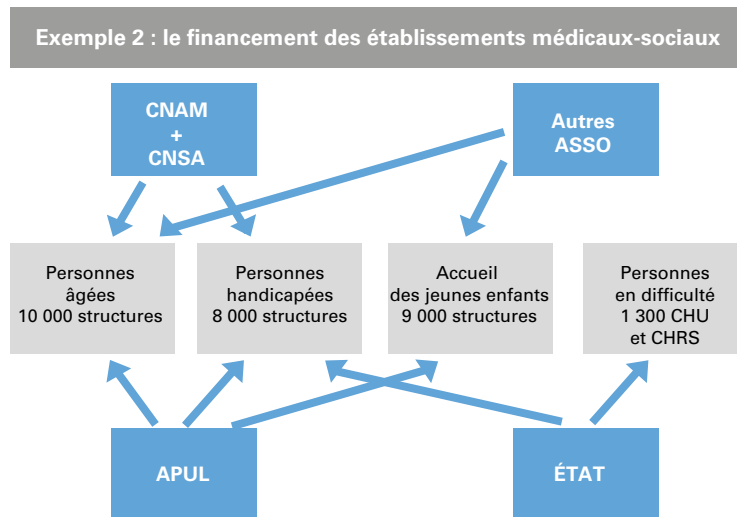 Exemple 2 : le financement des établissements médicaux-sociaux
CNAM
+
CNSA
Autres
ASSO
Personnes
âgées
10 000 structures
Personnes
handicapées
8 000 structures
Accueil
des jeunes enfants
9 000 structures
Personnes
en difficulté
1 300 CHU
et CHRS
APUL
ÉTAT